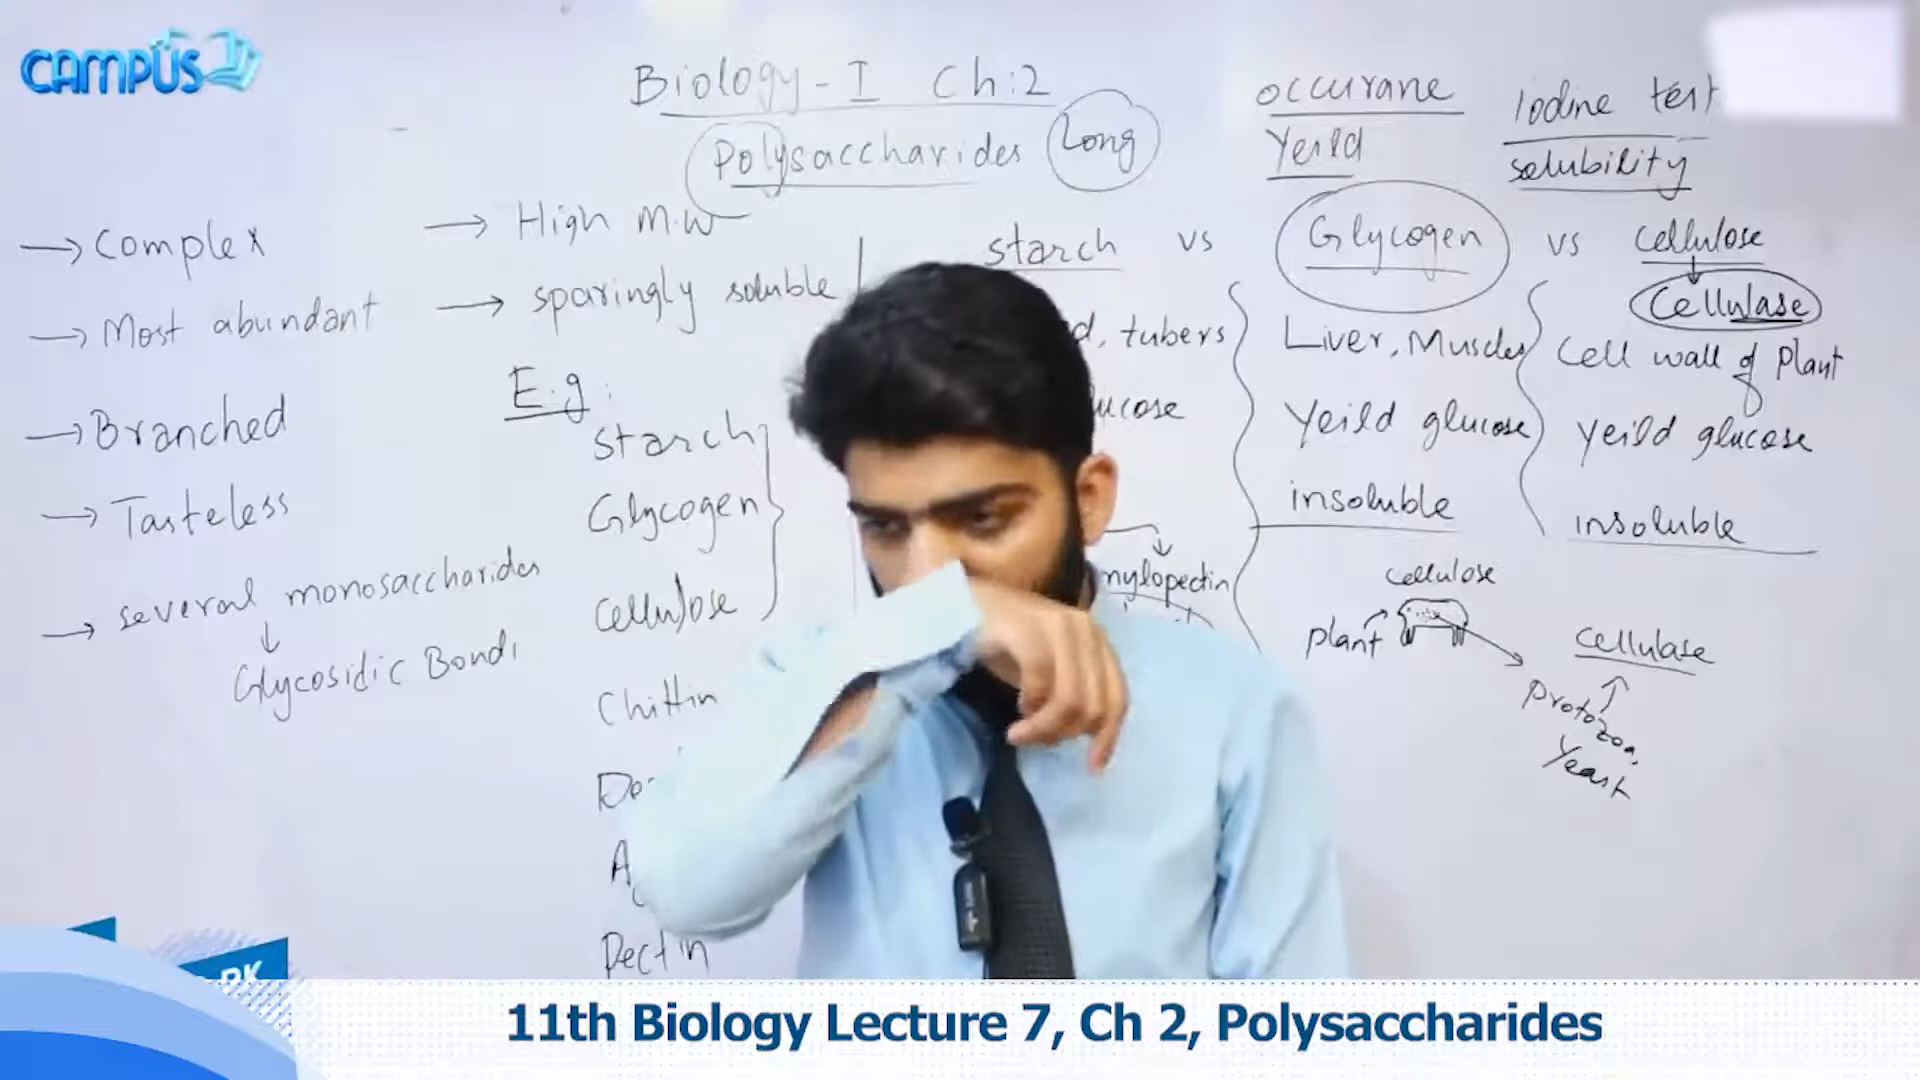 CAMPUS
Biology - I Ch:2
Polysaccharides Long
occurane
Yeild
Iodine test
solubility
→ Complex
→ Most abundant
→ Branched
→ Tasteless
→ several monosaccharides
↓
Glycosidic Bond
→ High M.W
→ sparingly soluble
E.g:
starch
Glycogen
Cellulose
Chittin
Pectin
starch vs Glycogen vs cellulose
tubers
Liver, Muscles
Yeild glucose
insoluble
Cellulase
Cell wall of Plant
Yeild glucose
insoluble
cellulose
plant
cellulase
protozoa,
Yeast
.PK
11th Biology Lecture 7, Ch 2, Polysaccharides